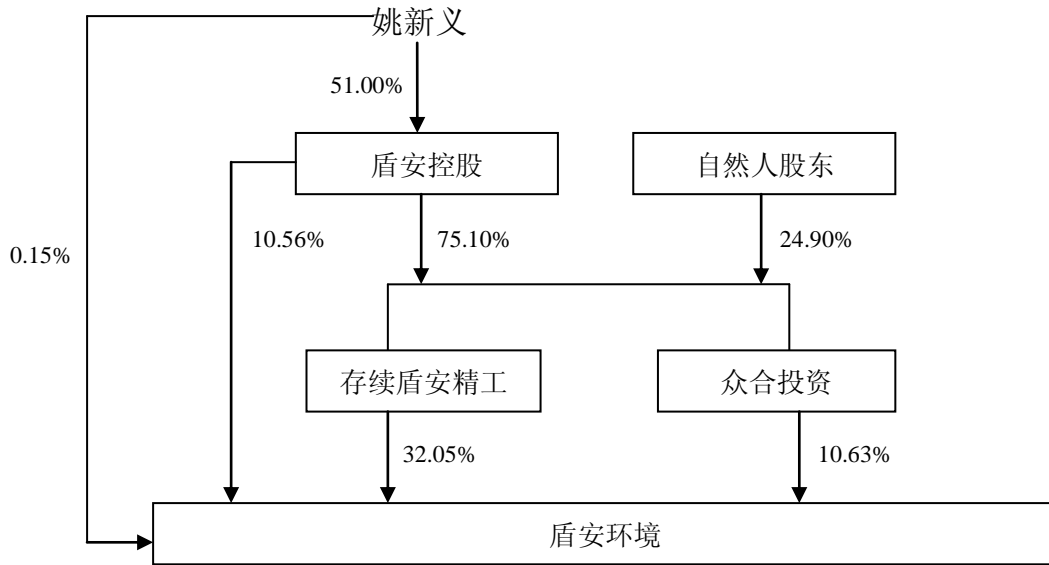 姚新义
51.00%
盾安控股
自然人股东
0.15%
10.56%
75.10%
24.90%
存续盾安精工
众合投资
32.05%
10.63%
盾安环境